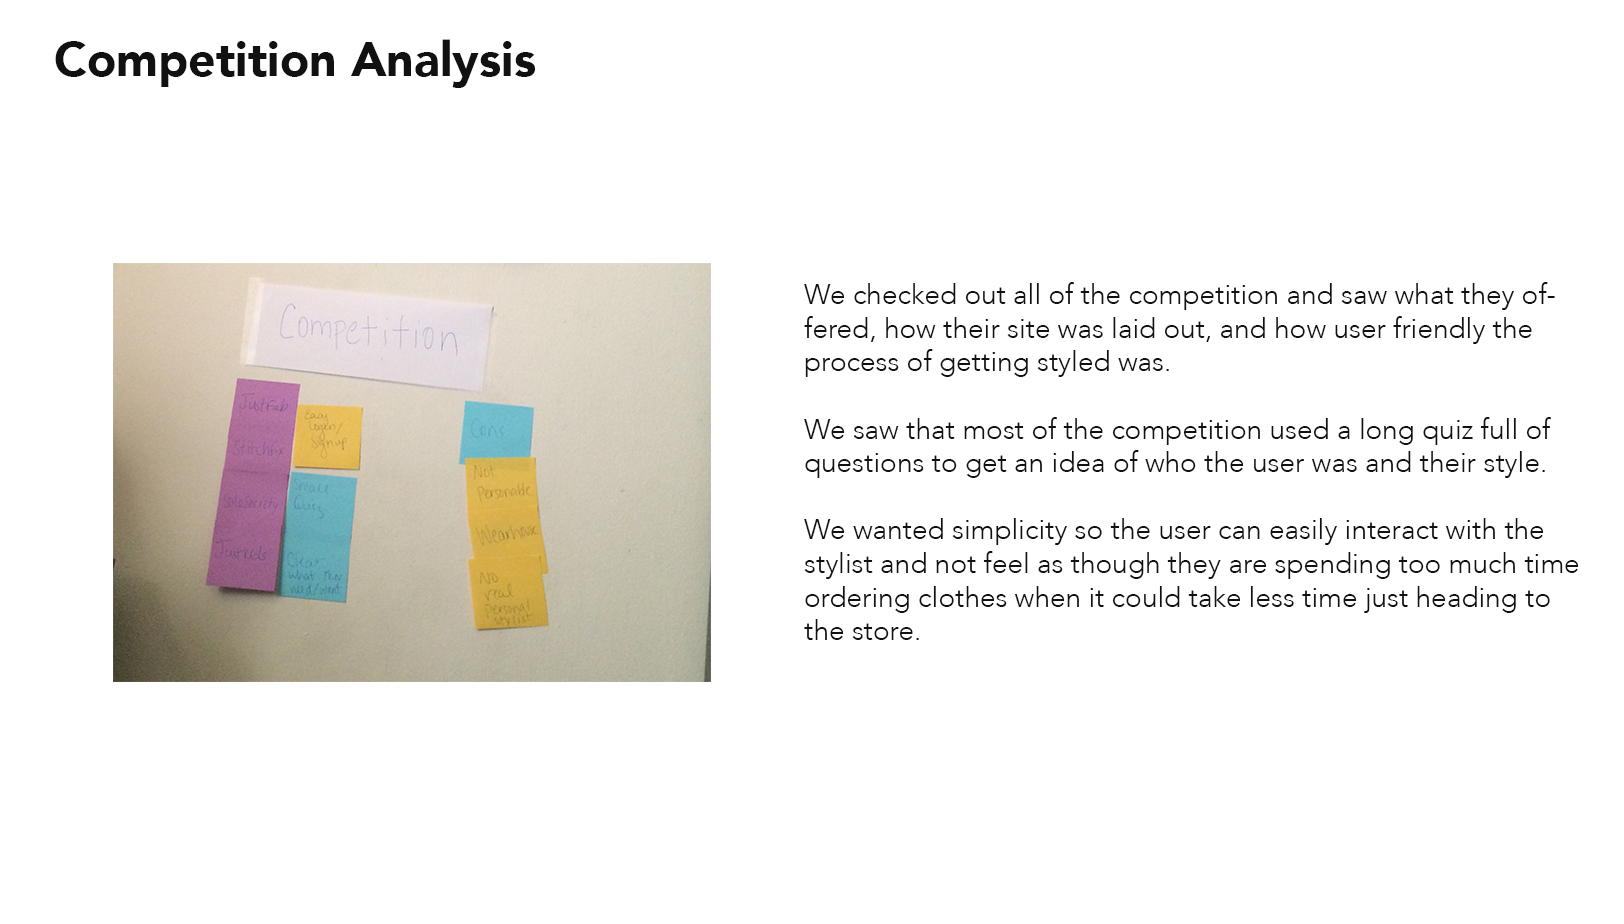 Competition Analysis
Competition
JustFab
Stitchfix
SoleSociety
Easy
Login/
Signup
Quiz
Clear
what they
need/want
Cons
Not
Personable
No
real
personal
stylist
We checked out all of the competition and saw what they of-
fered, how their site was laid out, and how user friendly the
process of getting styled was.
We saw that most of the competition used a long quiz full of
questions to get an idea of who the user was and their style.
We wanted simplicity so the user can easily interact with the
stylist and not feel as though they are spending too much time
ordering clothes when it could take less time just heading to
the store.